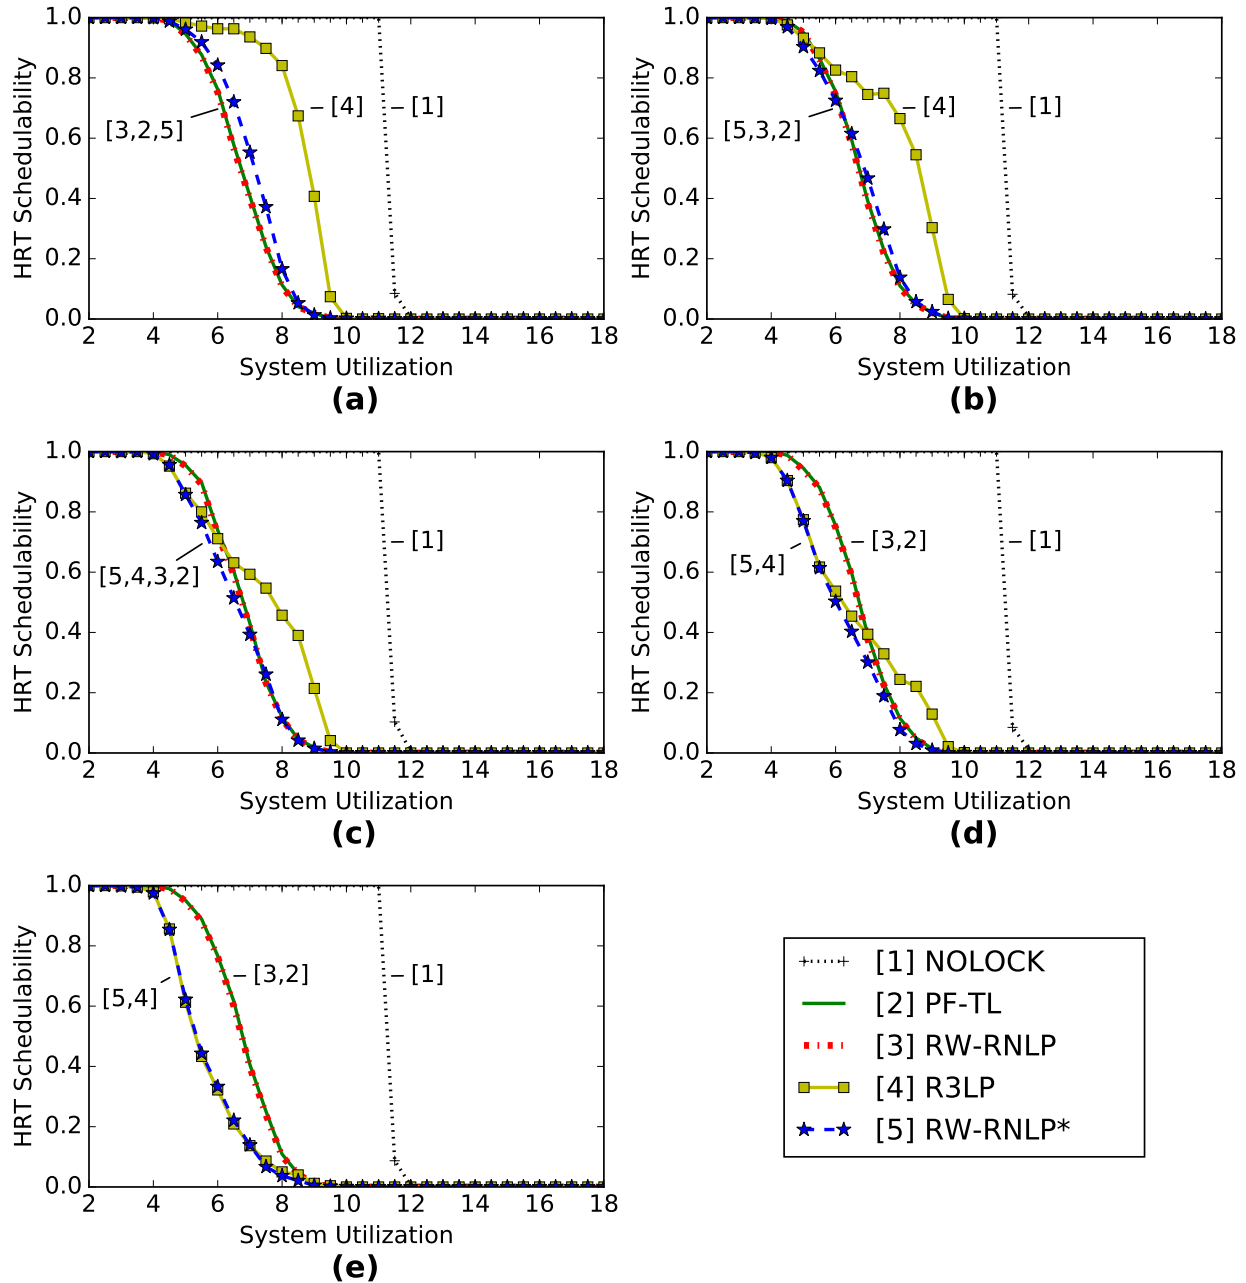 1.0
0.8
0.6
0.4
0.2
0.0
HRT Schedulability
[3,2,5]
[4]
[1]
2 4 6 8 10 12 14 16 18
System Utilization
(a)
1.0
0.8
0.6
0.4
0.2
0.0
HRT Schedulability
[5,3,2]
[4]
[1]
2 4 6 8 10 12 14 16 18
System Utilization
(b)
1.0
0.8
0.6
0.4
0.2
0.0
HRT Schedulability
[5,4,3,2]
[1]
2 4 6 8 10 12 14 16 18
System Utilization
(c)
1.0
0.8
0.6
0.4
0.2
0.0
HRT Schedulability
[5,4]
[3,2]
[1]
2 4 6 8 10 12 14 16 18
System Utilization
(d)
1.0
0.8
0.6
0.4
0.2
0.0
HRT Schedulability
[5,4]
[3,2]
[1]
2 4 6 8 10 12 14 16 18
System Utilization
(e)
[1] NOLOCK
[2] PF-TL
[3] RW-RNLP
[4] R3LP
[5] RW-RNLP*